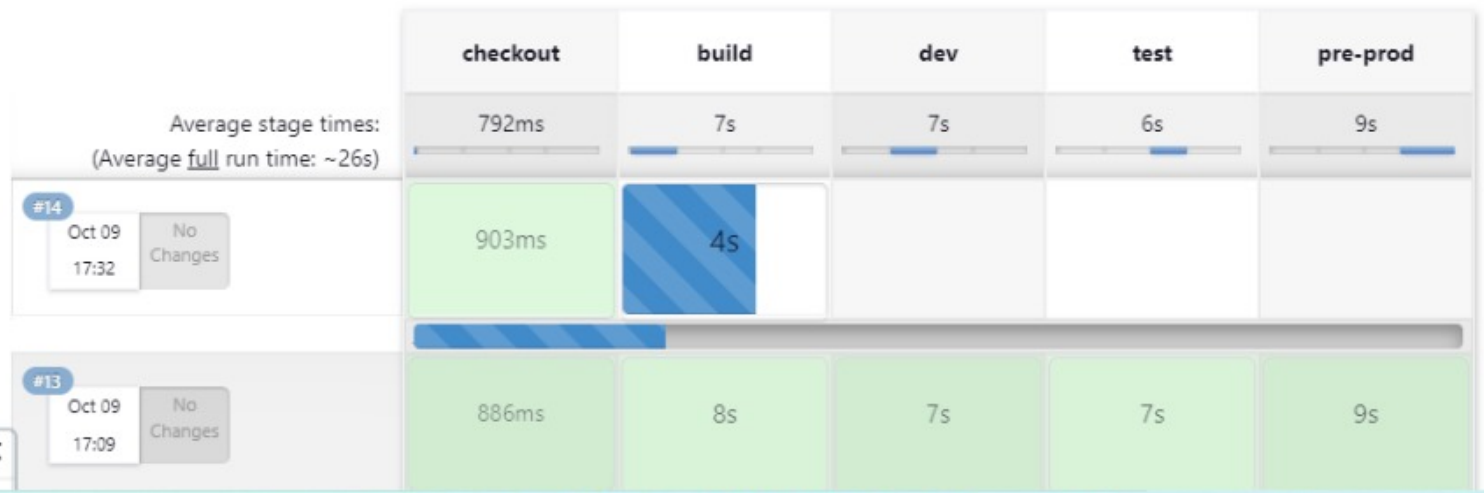 checkout build dev test pre-prod
Average stage times: 792ms 7s 7s 6s 9s
(Average full run time: ~26s)
#14
Oct 09 No
17:32 Changes
903ms 4s
#13
Oct 09 No
17:09 Changes
886ms 8s 7s 7s 9s